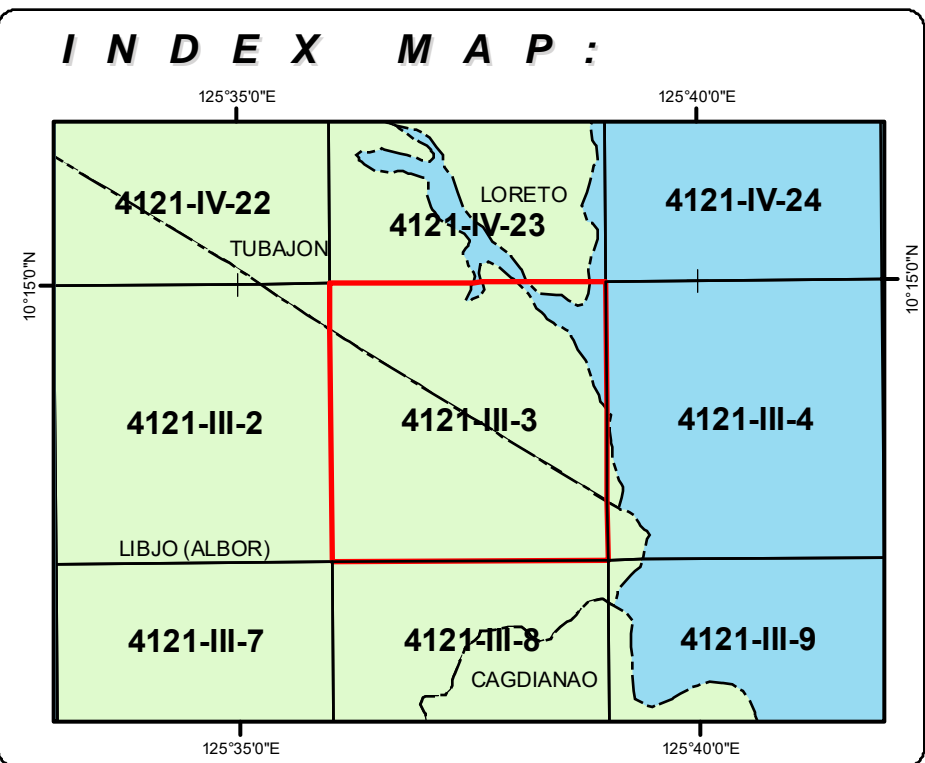 INDEX MAP:
125°35'0"E 125°40'0"E
4121-IV-22 4121-IV-23 4121-IV-24
LORETO
TUBAJON
10°15'0"N 10°15'0"N
4121-III-2 4121-III-3 4121-III-4
LIBJO (ALBOR)
4121-III-7 4121-III-8 4121-III-9
CAGDIANAO
125°35'0"E 125°40'0"E